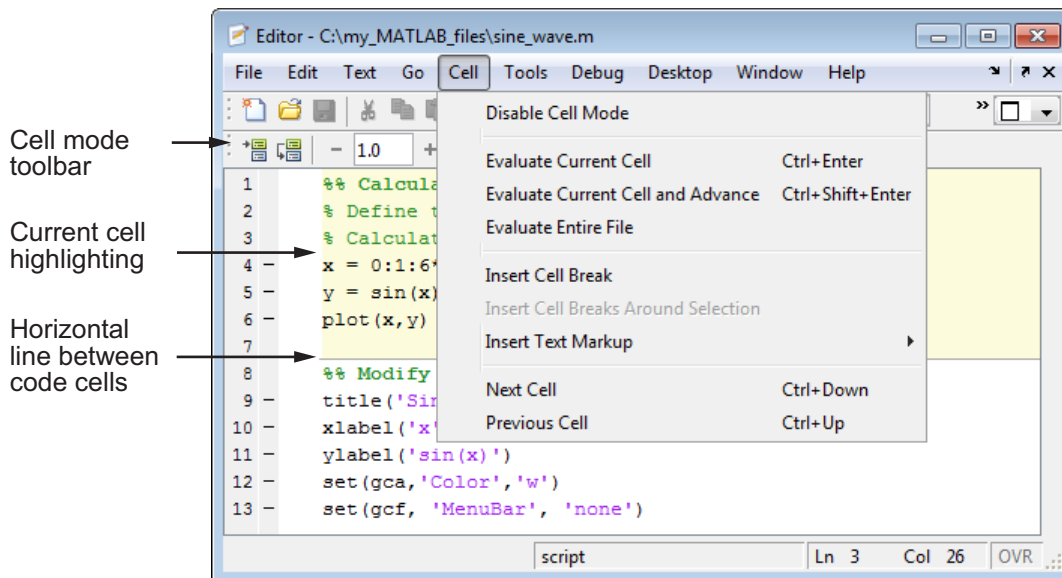 Editor - C:\my_MATLAB_files\sine_wave.m
File Edit Text Go Cell Tools Debug Desktop Window Help
Disable Cell Mode
Cell mode
toolbar
1.0
Evaluate Current Cell Ctrl+Enter
Evaluate Current Cell and Advance Ctrl+Shift+Enter
Evaluate Entire File
Insert Cell Break
Insert Cell Breaks Around Selection
Insert Text Markup
Next Cell Ctrl+Down
Previous Cell Ctrl+Up
Current cell
highlighting
Horizontal
line between
code cells
1 %% Calcula
2 % Define t
3 % Calculat
4 – x = 0:1:6*
5 – y = sin(x)
6 – plot(x,y)
7
8 %% Modify
9 – title('Sin
10 – xlabel('x'
11 – ylabel('sin(x)')
12 – set(gca,'Color','w')
13 – set(gcf, 'MenuBar', 'none')
script Ln 3 Col 26 OVR